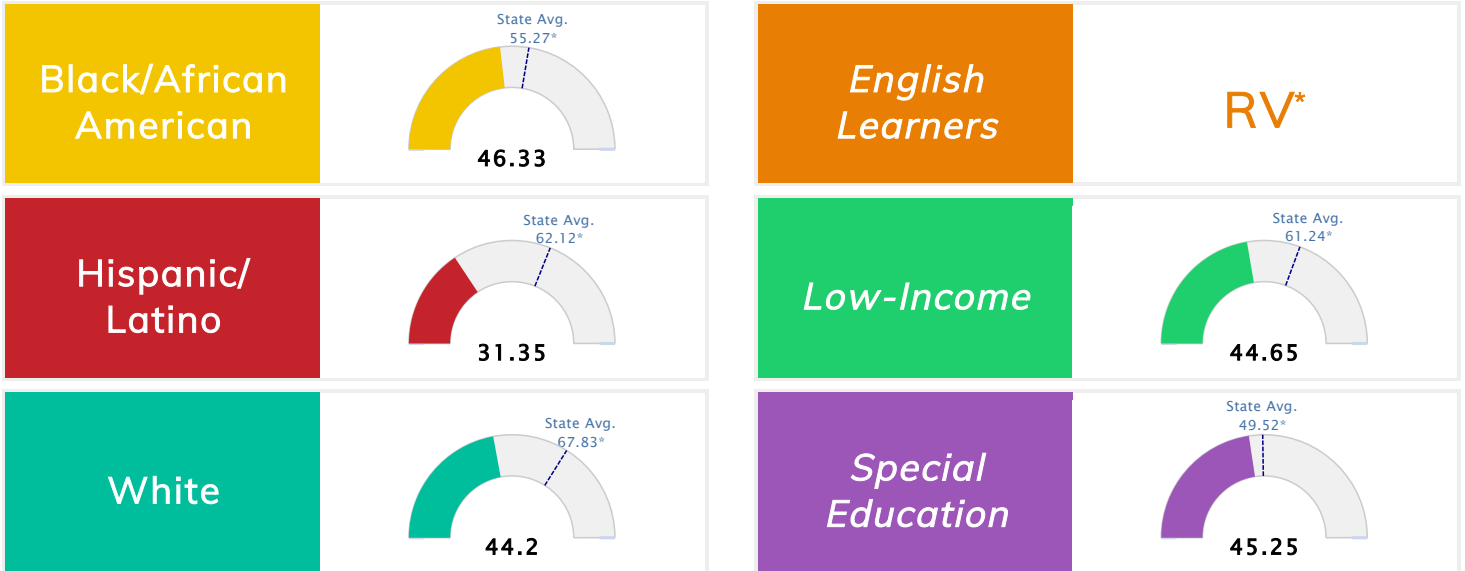 Black/African
American
State Avg.
55.27*
46.33
English
Learners
RV*
Hispanic/
Latino
State Avg.
62.12*
31.35
Low-Income
State Avg.
61.24*
44.65
White
State Avg.
67.83*
44.2
Special
Education
State Avg.
49.52*
45.25